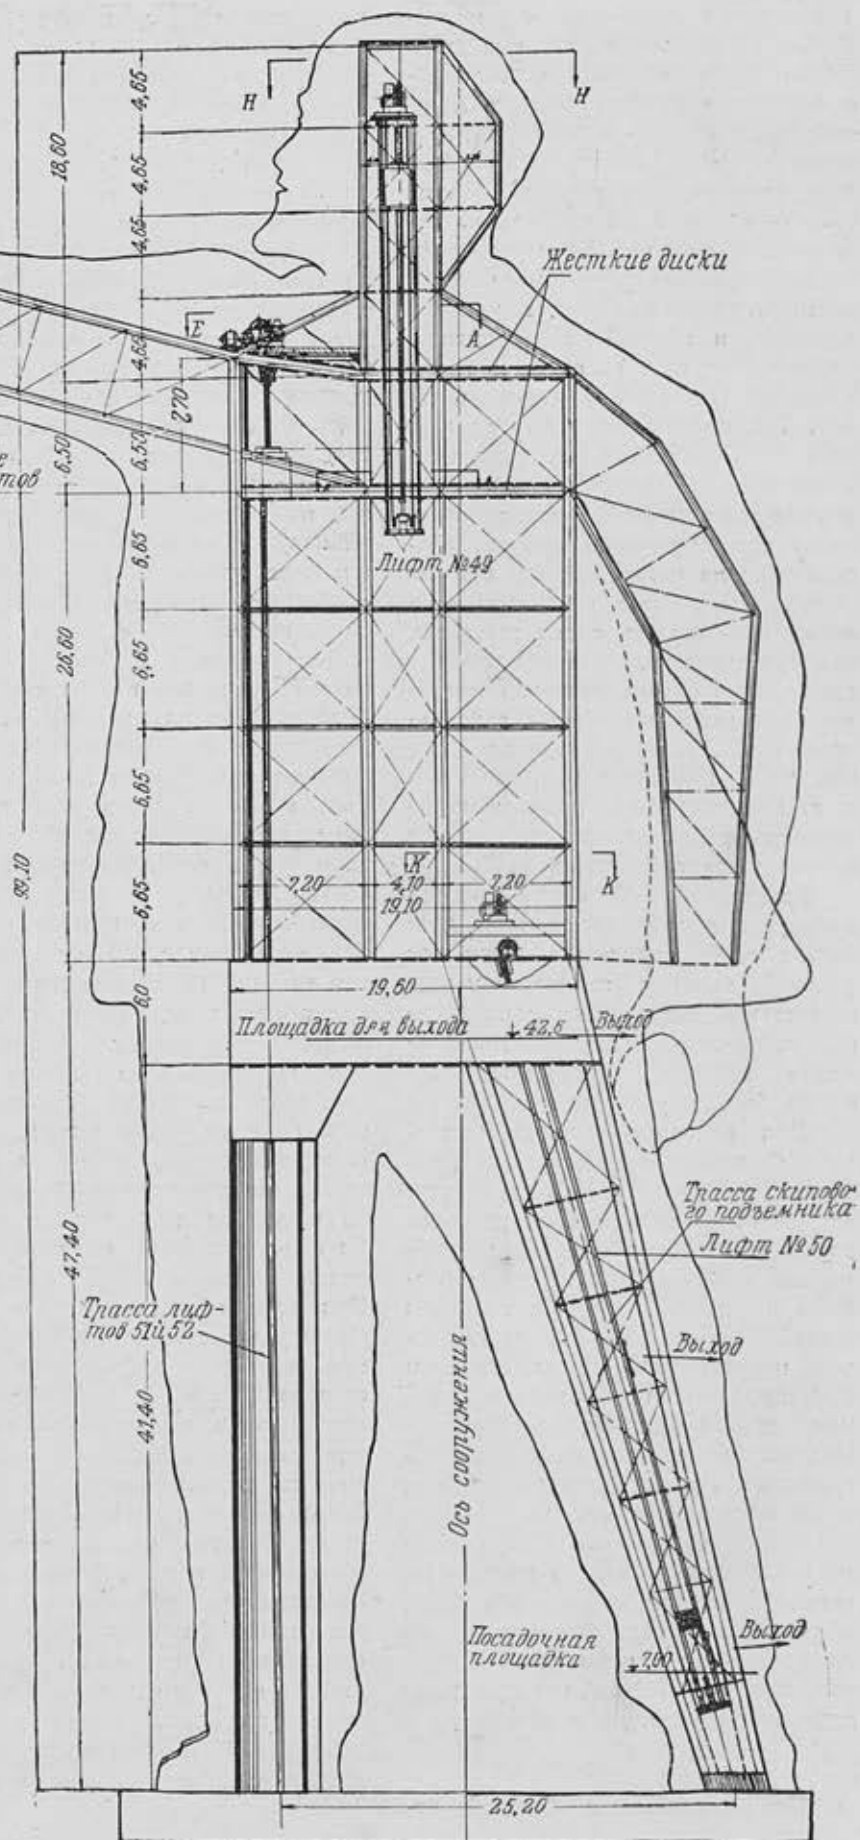 Н
Н
4,65
18,60
4,65
4,65
Жесткие диски
Е
А
4,65
270
6,50
6,50
тов
Лифт №49
6,65
26,60
6,65
6,65
99,10
6,65
К
К
7,20
4,70
7,20
19,10
6,0
19,60
Площадка для выхода
42,6
Выход
Трасса скипово-
го подъемника
Лифт №50
47,40
Трасса лиф-
тов 51 и 52
Выход
41,40
Ось сооружения
Посадочная
площадка
7,00
Выход
25,20